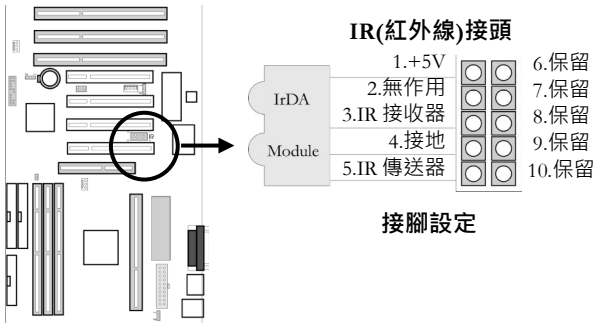 IR(紅外線)接頭
1.+5V
2.無作用
3.IR 接收器
4.接地
5.IR 傳送器
6.保留
7.保留
8.保留
9.保留
10.保留
IrDA
Module
接腳設定